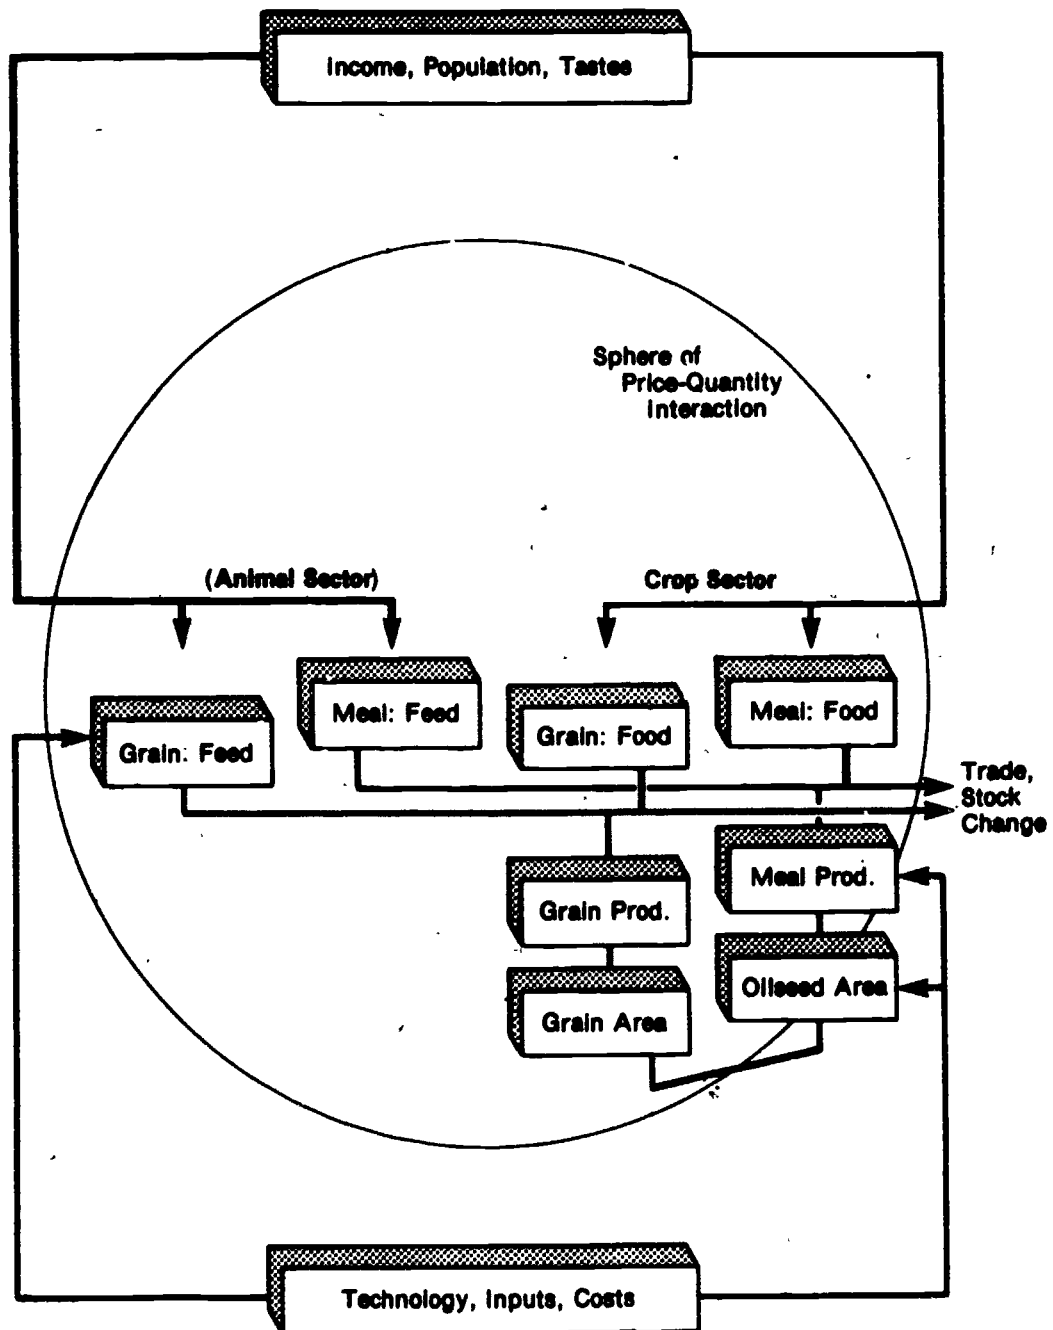 Income, Population, Tastes
Sphere of
Price-Quantity
Interaction
(Animal Sector)
Crop Sector
Meal: Feed
Meal: Food
Grain: Feed
Grain: Food
Trade,
Stock
Change
Meal Prod.
Grain Prod.
Oilseed Area
Grain Area
Technology, Inputs, Costs